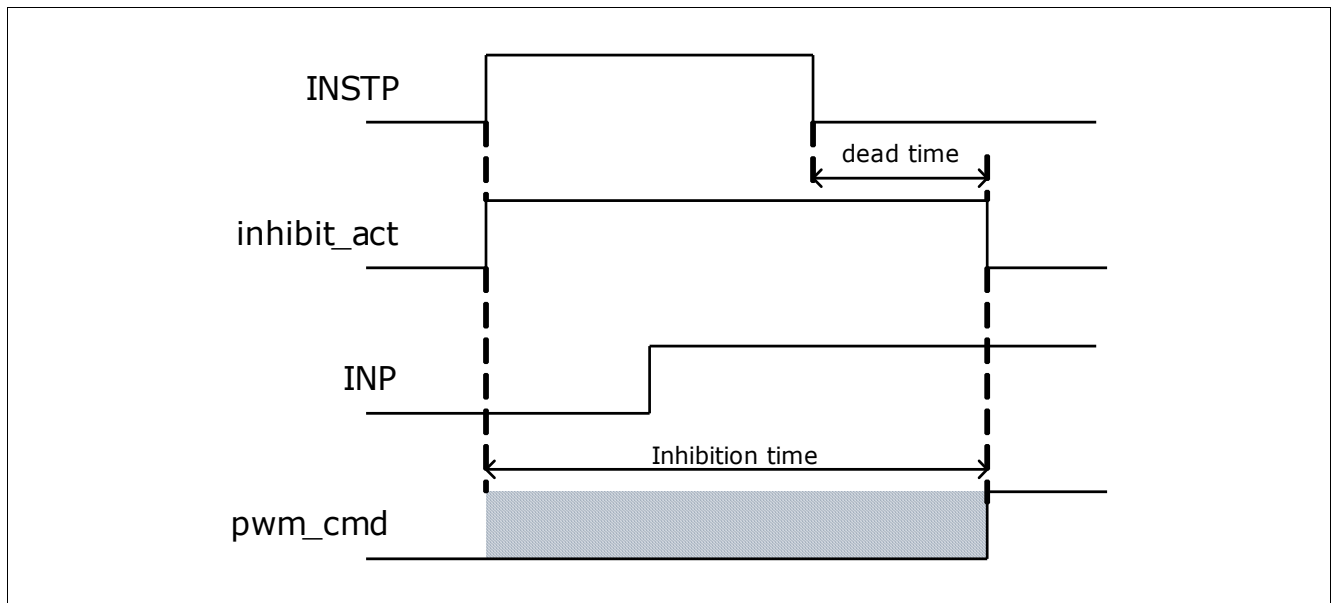 INSTP
dead time
inhibit_act
INP
Inhibition time
pwm_cmd